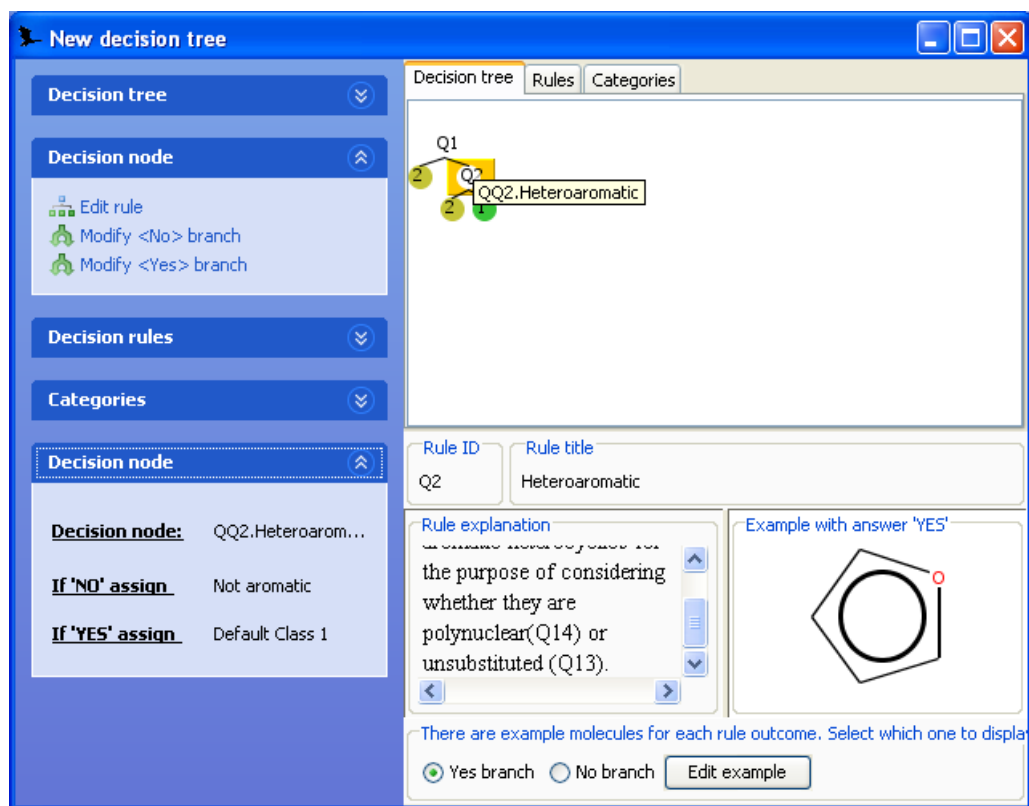 New decision tree
Decision tree
Decision node
Edit rule
Modify <No> branch
Modify <Yes> branch
Decision rules
Categories
Decision node
Decision node: QQ2.Heteroarom...
If 'NO' assign Not aromatic
If 'YES' assign Default Class 1
Decision tree Rules Categories
Q1
2 Q2
QQ2.Heteroaromatic
2 1
Rule ID
Q2
Rule title
Heteroaromatic
Rule explanation
aromatic heterocycles for
the purpose of considering
whether they are
polynuclear(Q14) or
unsubstituted (Q13).
Example with answer 'YES'
O
There are example molecules for each rule outcome. Select which one to displa
Yes branch No branch Edit example